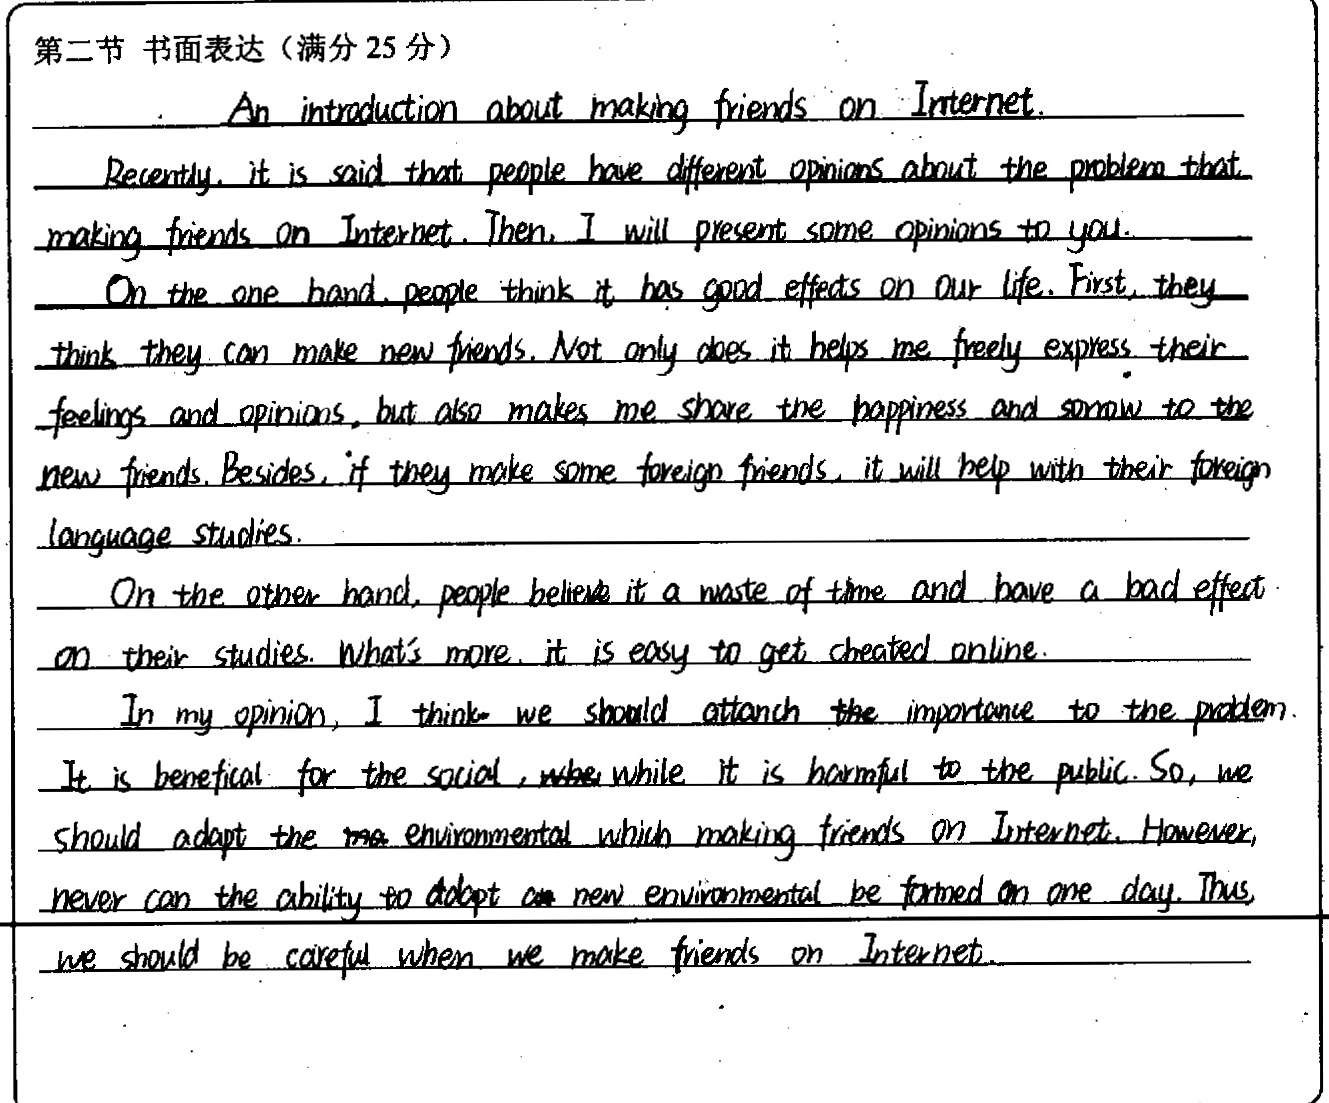 第二节 书面表达（满分 25 分）
An introduction about making friends on Internet.
Recently, it is said that people have different opinions about the problem that
making friends on Internet. Then, I will present some opinions to you.
On the one hand, people think it has good effects on our life. First, they
think they can make new friends. Not only does it helps me freely express their
feelings and opinions, but also makes me share the happiness and sorrow to the
new friends. Besides, if they make some foreign friends, it will help with their foreign
language studies.
On the other hand, people believe it a waste of time and have a bad effect
on their studies. What's more, it is easy to get cheated online.
In my opinion, I think we should attanch the importance to the problem.
It is benefical for the social, while it is harmful to the public. So, we
should adapt the environmental which making friends on Internet. However,
never can the ability to adapt new environmental be formed on one day. Thus,
we should be careful when we make friends on Internet.